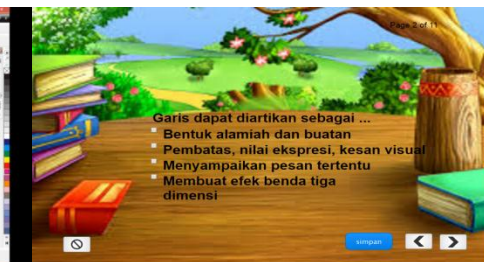 Page 2 of 11
Garis dapat diartikan sebagai ...
Bentuk alamiah dan buatan
Pembatas, nilai ekspresi, kesan visual
Menyampaikan pesan tertentu
Membuat efek benda tiga
dimensi
simpan